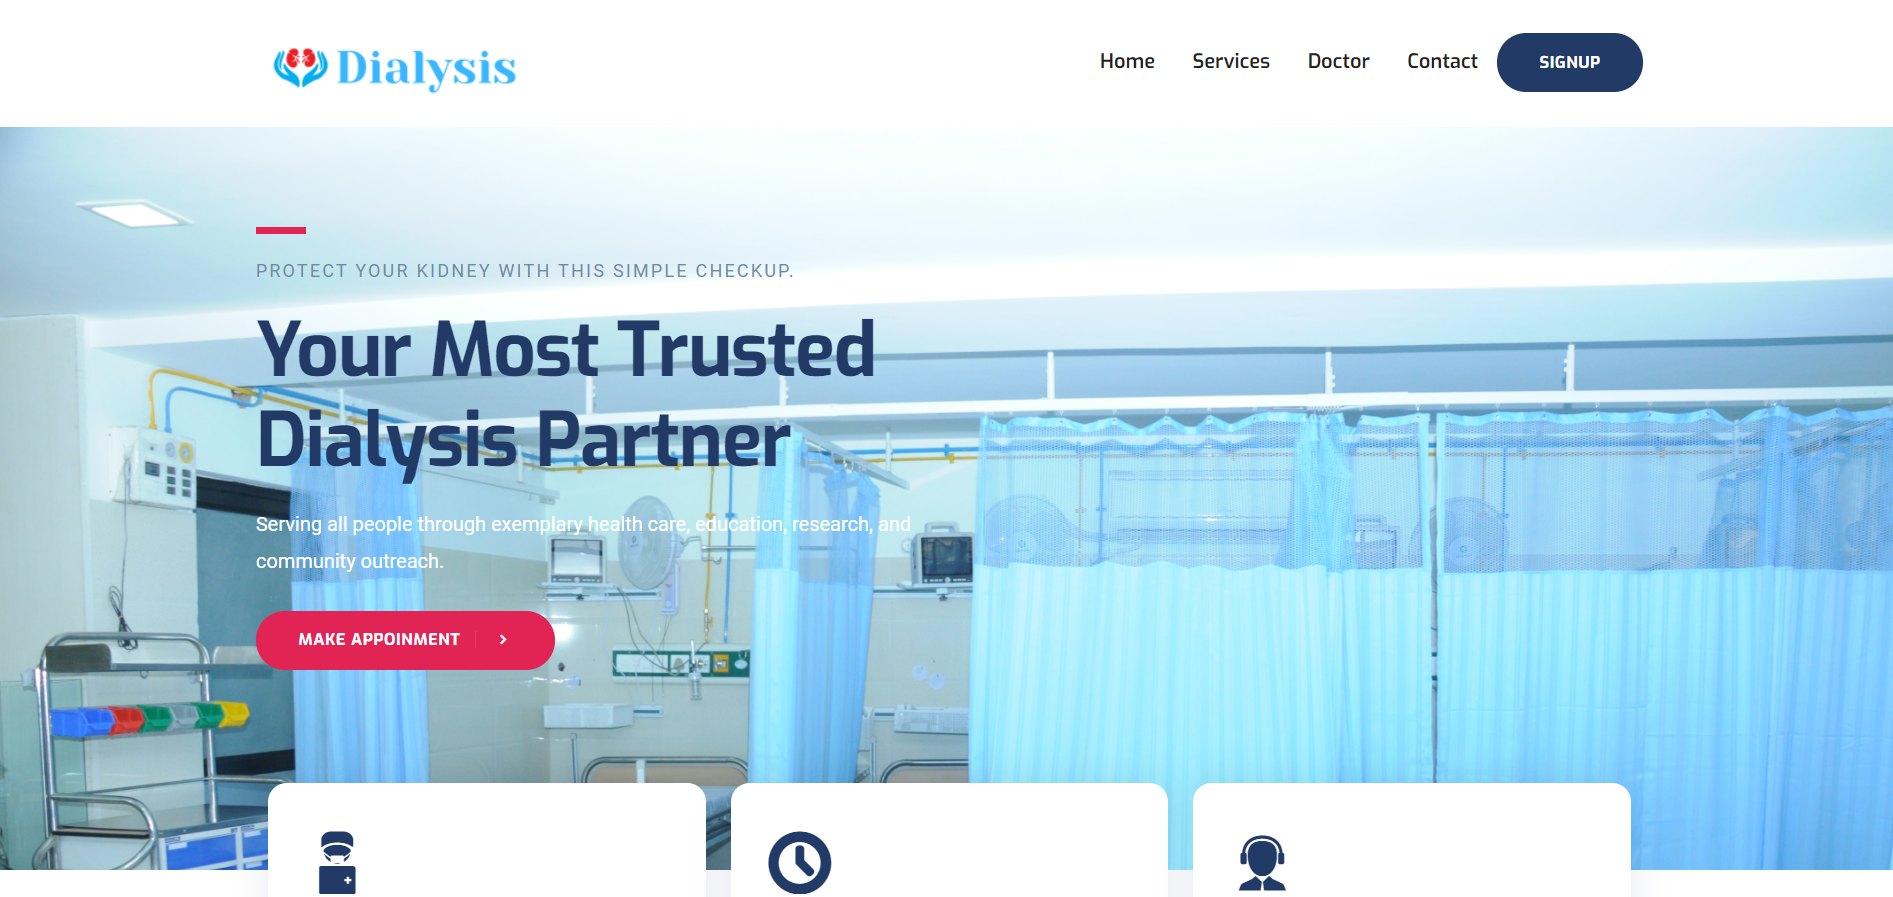 Dialysis
Home Services Doctor Contact SIGNUP
PROTECT YOUR KIDNEY WITH THIS SIMPLE CHECKUP.
Your Most Trusted
Dialysis Partner
Serving all people through exemplary health care, education, research, and
community outreach.
MAKE APPOINMENT